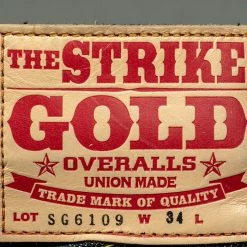 THE STRIKE
GOLD
OVERALLS
UNION MADE
TRADE MARK OF QUALITY
LOT SG6109 W 34 L